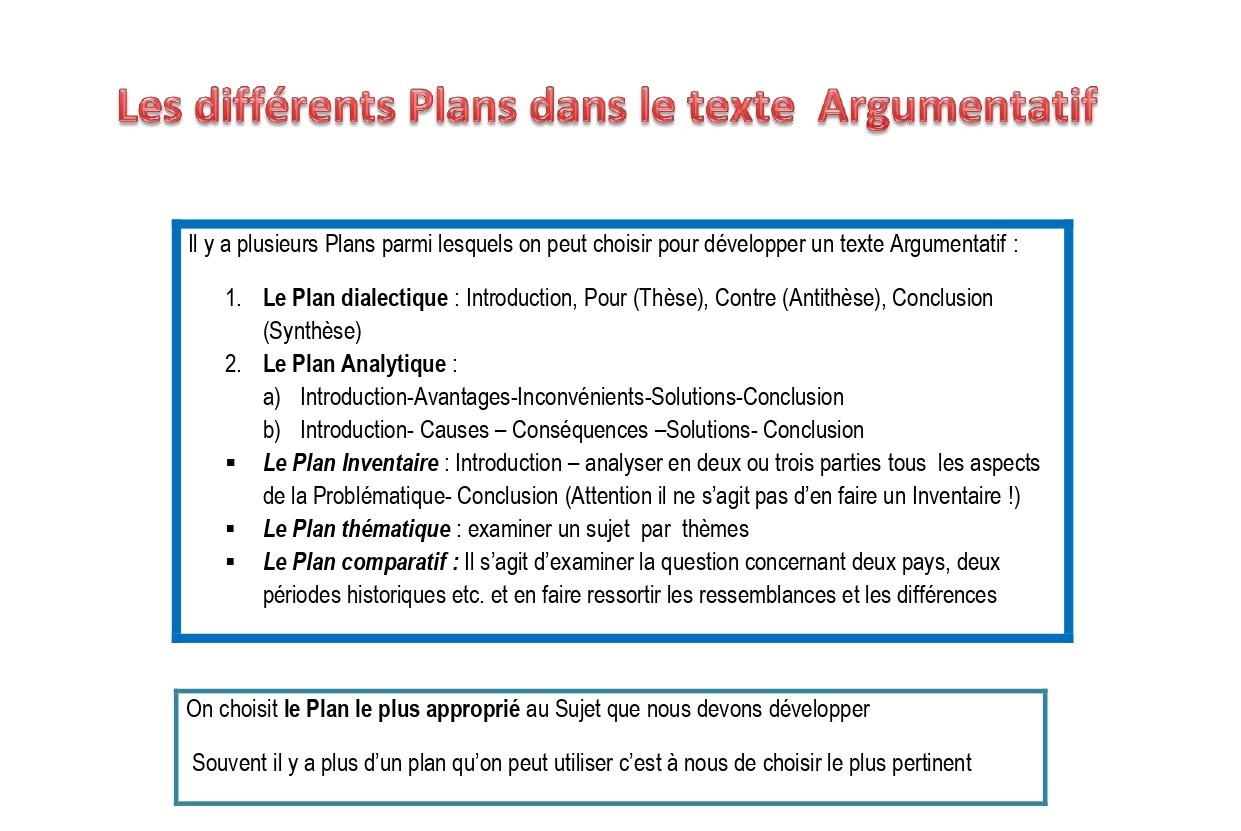 Les différents Plans dans le texte Argumentatif
Il y a plusieurs Plans parmi lesquels on peut choisir pour développer un texte Argumentatif :
1. Le Plan dialectique : Introduction, Pour (Thèse), Contre (Antithèse), Conclusion
(Synthèse)
2. Le Plan Analytique :
a) Introduction-Avantages-Inconvénients-Solutions-Conclusion
b) Introduction- Causes – Conséquences –Solutions- Conclusion
▪ Le Plan Inventaire : Introduction – analyser en deux ou trois parties tous les aspects
de la Problématique- Conclusion (Attention il ne s’agit pas d’en faire un Inventaire !)
▪ Le Plan thématique : examiner un sujet par thèmes
▪ Le Plan comparatif : Il s’agit d’examiner la question concernant deux pays, deux
périodes historiques etc. et en faire ressortir les ressemblances et les différences
On choisit le Plan le plus approprié au Sujet que nous devons développer
Souvent il y a plus d’un plan qu’on peut utiliser c’est à nous de choisir le plus pertinent